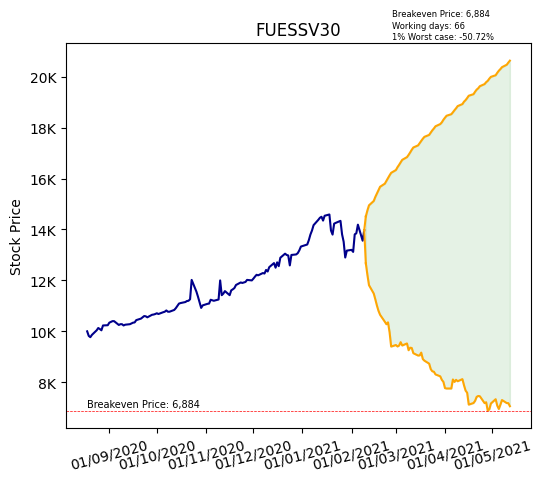 Breakeven Price: 6,884
Working days: 66
1% Worst case: -50.72%
FUESSV30
Stock Price
20K
18K
16K
14K
12K
10K
8K
Breakeven Price: 6,884
01/09/2020
01/10/2020
01/11/2020
01/12/2020
01/01/2021
01/02/2021
01/03/2021
01/04/2021
01/05/2021